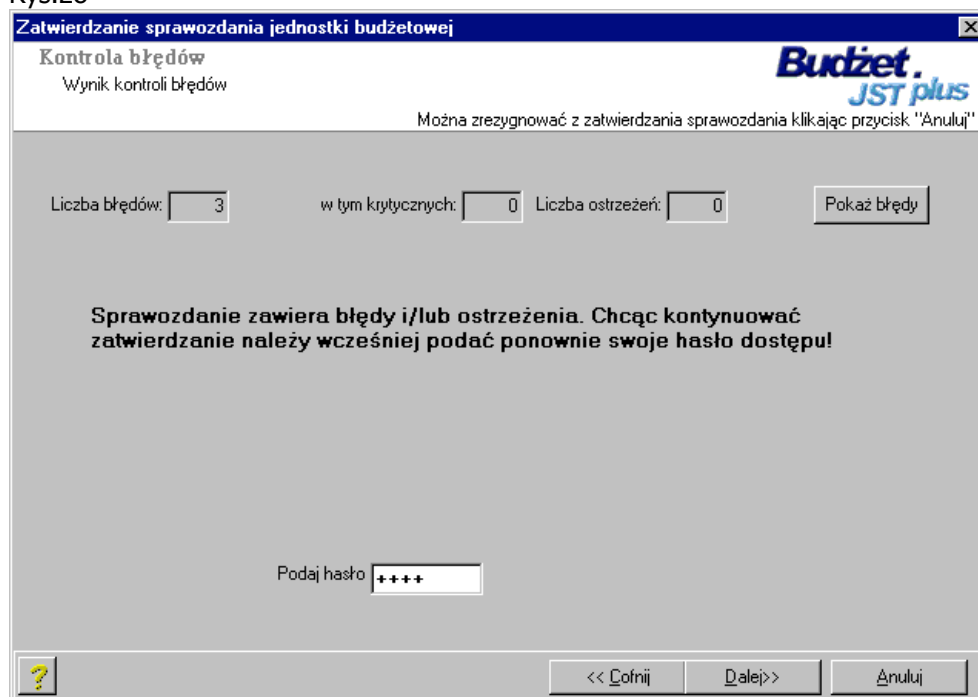 Zatwierdzanie sprawozdania jednostki budżetowej
Kontrola błędów
Wynik kontroli błędów
Budżet.
JST plus
Można zrezygnować z zatwierdzania sprawozdania klikając przycisk "Anuluj"
Liczba błędów: 3 w tym krytycznych: 0 Liczba ostrzeżeń: 0 Pokaż błędy
Sprawozdanie zawiera błędy i/lub ostrzeżenia. Chcąc kontynuować
zatwierdzanie należy wcześniej podać ponownie swoje hasło dostępu!
Podaj hasło ++++
? << Cofnij Dalej>> Anuluj